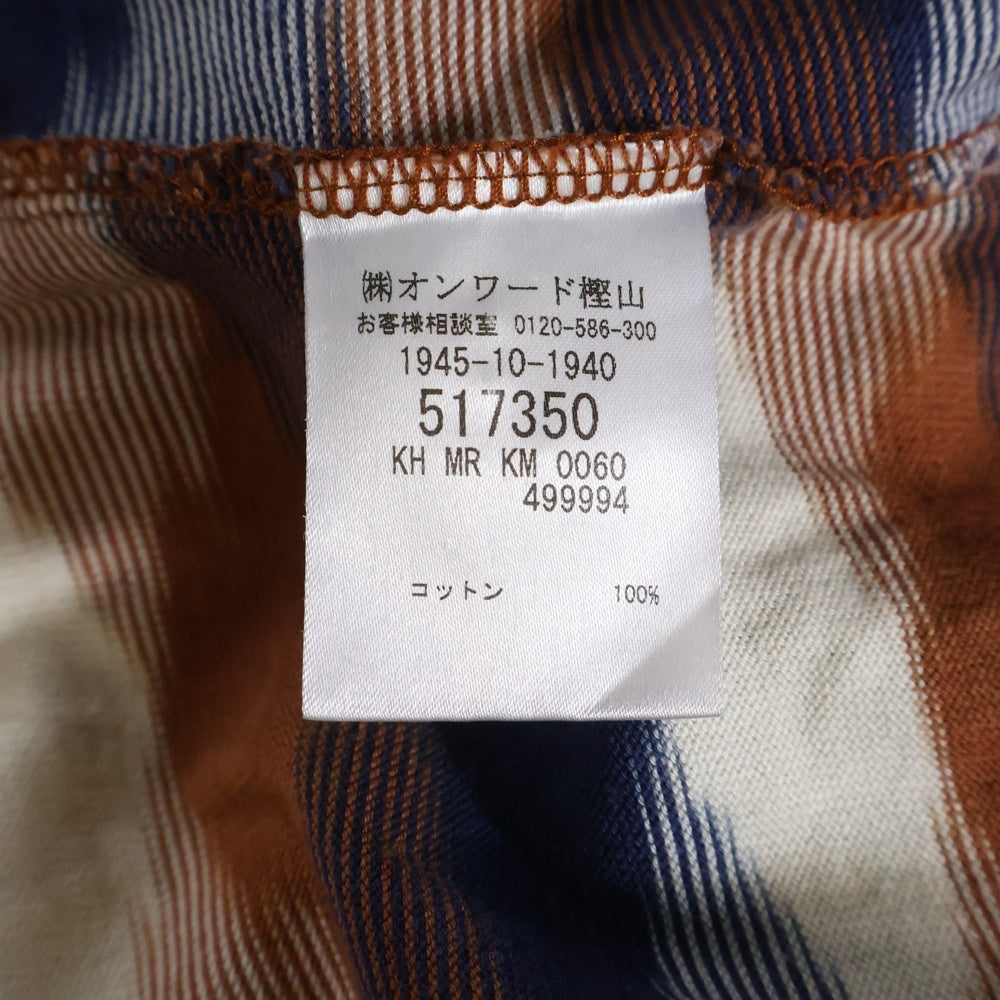 ㈱オンワード樫山
お客様相談室 0120-586-300
1945-10-1940
517350
KH MR KM 0060
499994
コットン 100%